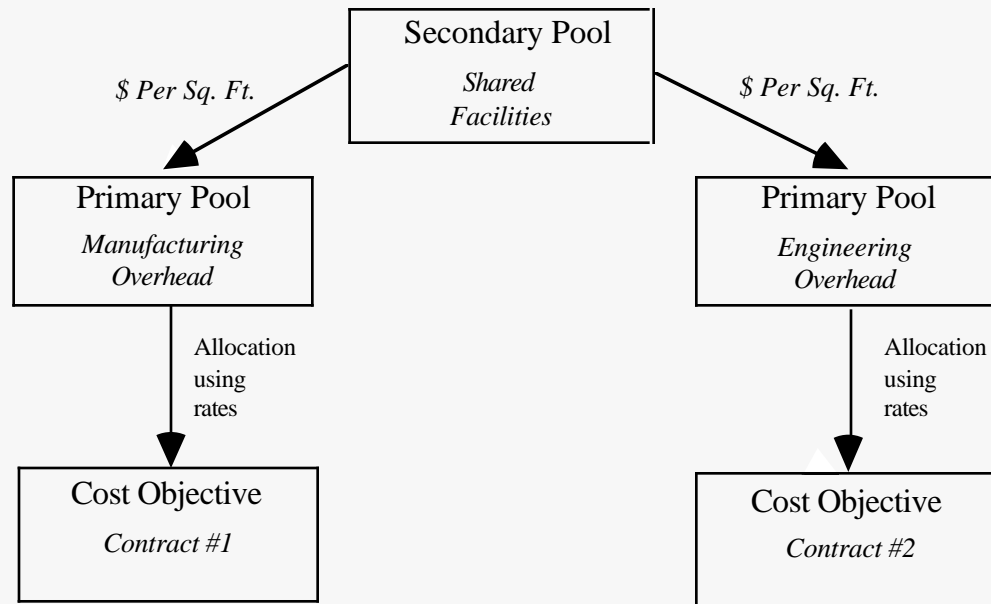 Secondary Pool
Shared
Facilities
$ Per Sq. Ft.
$ Per Sq. Ft.
Primary Pool
Manufacturing
Overhead
Primary Pool
Engineering
Overhead
Allocation
using
rates
Allocation
using
rates
Cost Objective
Contract #1
Cost Objective
Contract #2